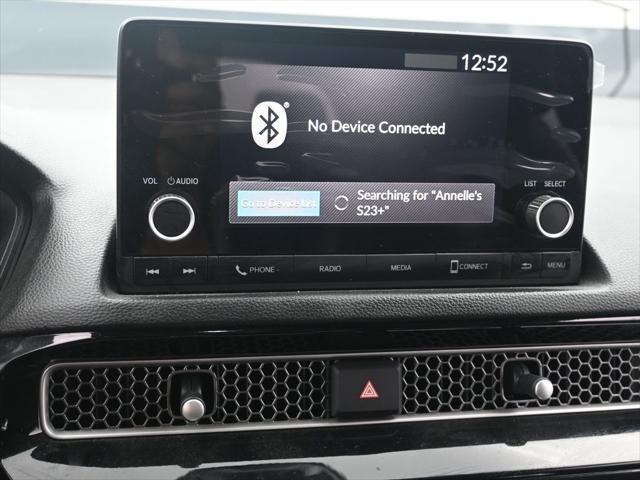 12:52
No Device Connected
VOL AUDIO
LIST SELECT
Go to Device List
Searching for "Annelle's
S23+"
PHONE
RADIO
MEDIA
CONNECT
MENU